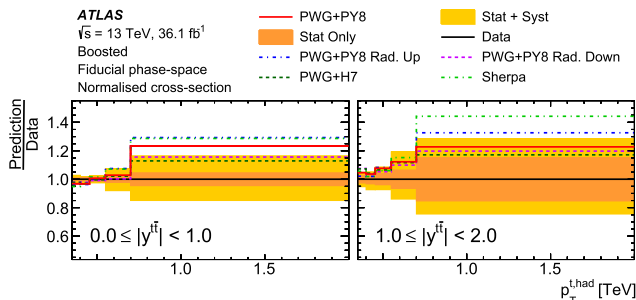 ATLAS
√s = 13 TeV, 36.1 fb¹
Boosted
Fiducial phase-space
Normalised cross-section
PWG+PY8
Stat Only
PWG+PY8 Rad. Up
PWG+H7
Stat + Syst
Data
PWG+PY8 Rad. Down
Sherpa
Prediction
Data
1.4
1.2
1.0
0.8
0.6
0.0 ≤ |y^{tt̄}| < 1.0
1.0 ≤ |y^{tt̄}| < 2.0
1.0 1.5 1.0 1.5
p_T^{t,had} [TeV]